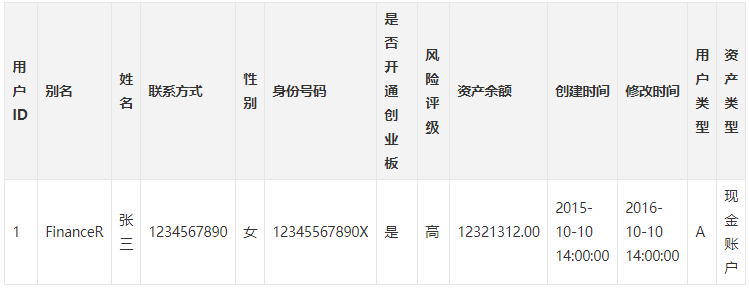 用户ID 别名 姓名 联系方式 性别 身份号码 是否开通创业板 风险评级 资产余额 创建时间 修改时间 用户类型 资产类型
1 FinanceR 张三 1234567890 女 12345567890X 是 高 12321312.00 2015-10-10 14:00:00 2016-10-10 14:00:00 A 现金账户